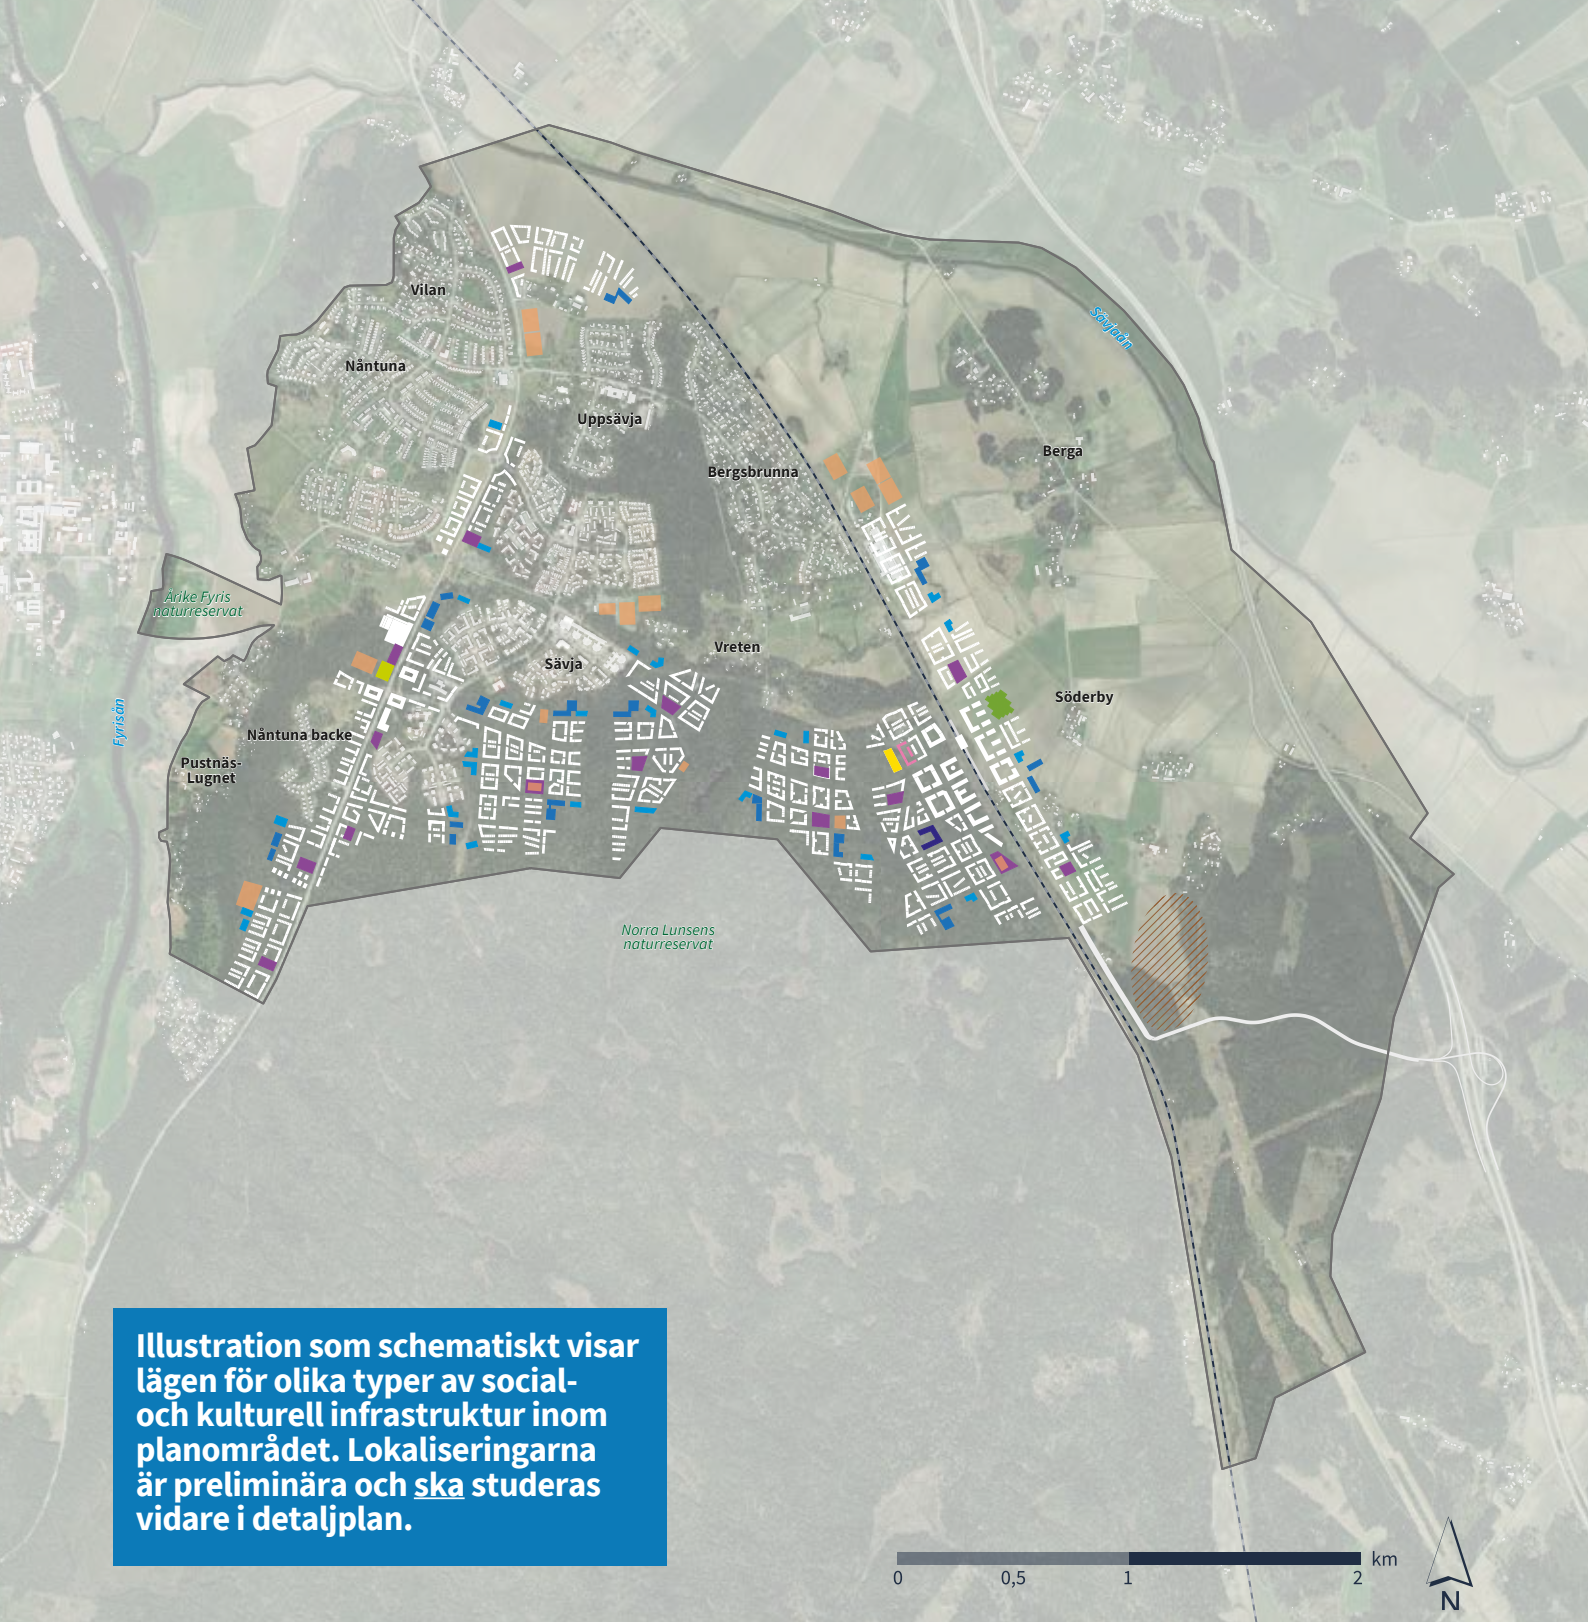 Vilan
Sävjaån
Nåntuna
Uppsävja
Berga
Bergsbrunna
Årike Fyris
naturreservat
Vreten
Sävja
Söderby
Fyrisån
Nåntuna backe
Pustnäs-
Lugnet
Norra Lunsens
naturreservat
Illustration som schematiskt visar
lägen för olika typer av social-
och kulturell infrastruktur inom
planområdet. Lokaliseringarna
är preliminära och ska studeras
vidare i detaljplan.
km
0 0,5 1 2
N